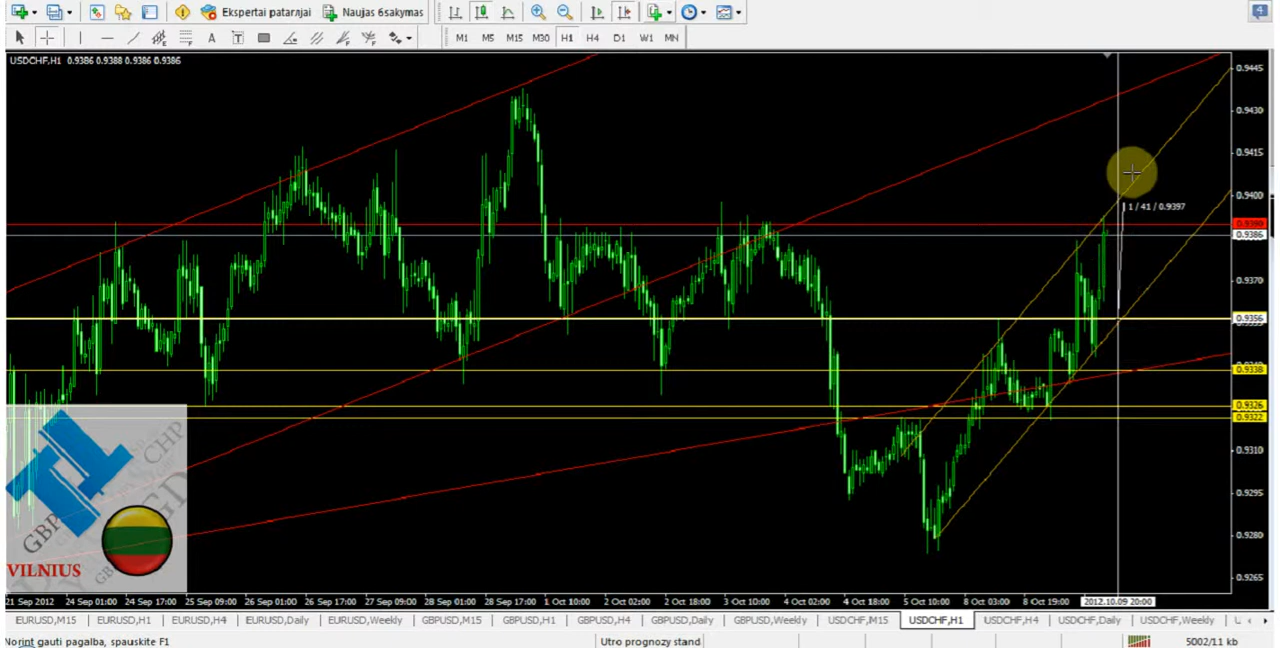 Ekspertai patarėjai Naujas Gsakymas
4
A T
M1 M5 M15 M30 H1 H4 D1 W1 MN
USDCHF,H1 0.9386 0.9388 0.9386 0.9386
0.9445
0.9430
0.9415
0.9400
1 / 41 / 0.9397
0.9390
0.9386
0.9370
0.9356
0.9338
0.9326
0.9322
0.9310
0.9295
0.9280
0.9265
CHF
GBP
VILNIUS
21 Sep 2012 24 Sep 01:00 24 Sep 17:00 25 Sep 09:00 26 Sep 01:00 26 Sep 17:00 27 Sep 09:00 28 Sep 01:00 28 Sep 17:00 1 Oct 10:00 2 Oct 02:00 2 Oct 18:00 3 Oct 10:00 4 Oct 02:00 4 Oct 18:00 5 Oct 10:00 8 Oct 03:00 8 Oct 19:00 2012.10.09 20:00
EURUSD,M15 EURUSD,H1 EURUSD,H4 EURUSD,Daily EURUSD,Weekly GBPUSD,M15 GBPUSD,H1 GBPUSD,H4 GBPUSD,Daily GBPUSD,Weekly USDCHF,M15 USDCHF,H1 USDCHF,H4 USDCHF,Daily USDCHF,Weekly
Norint gauti pagalba, spauskite F1 Utro prognozy stand 5002/11 kb